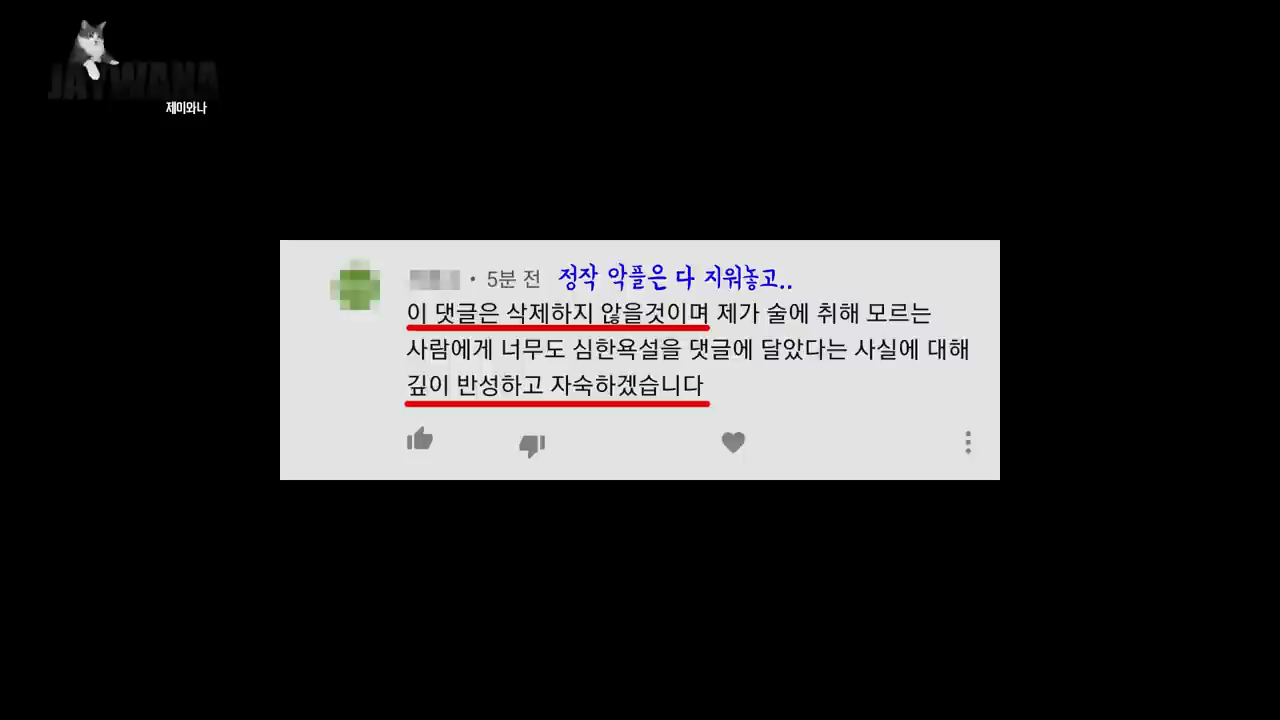 JAYWANA
제이와나
5분 전 정작 악플은 다 지워놓고..
이 댓글은 삭제하지 않을것이며 제가 술에 취해 모르는
사람에게 너무도 심한욕설을 댓글에 달았다는 사실에 대해
깊이 반성하고 자숙하겠습니다